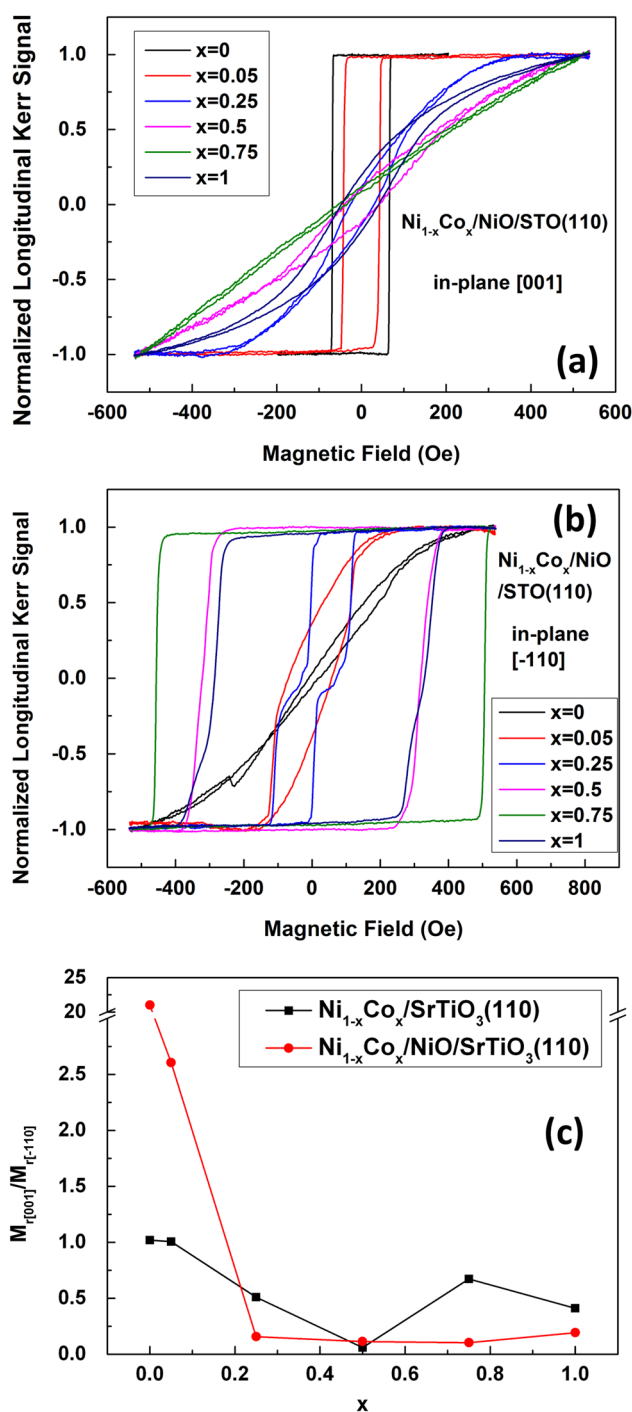 Normalized Longitudinal Kerr Signal
1.0
0.5
0.0
-0.5
-1.0
x=0
x=0.05
x=0.25
x=0.5
x=0.75
x=1
Ni1-xCox/NiO/STO(110)
in-plane [001]
(a)
-600 -400 -200 0 200 400 600
Magnetic Field (Oe)
Normalized Longitudinal Kerr Signal
1.0
0.5
0.0
-0.5
-1.0
(b)
Ni1-xCox/NiO
/STO(110)
in-plane
[-110]
x=0
x=0.05
x=0.25
x=0.5
x=0.75
x=1
-600 -400 -200 0 200 400 600 800
Magnetic Field (Oe)
Mr[001]/Mr[-110]
25
20
2.5
2.0
1.5
1.0
0.5
0.0
Ni1-xCox/SrTiO3(110)
Ni1-xCox/NiO/SrTiO3(110)
(c)
0.0 0.2 0.4 0.6 0.8 1.0
x